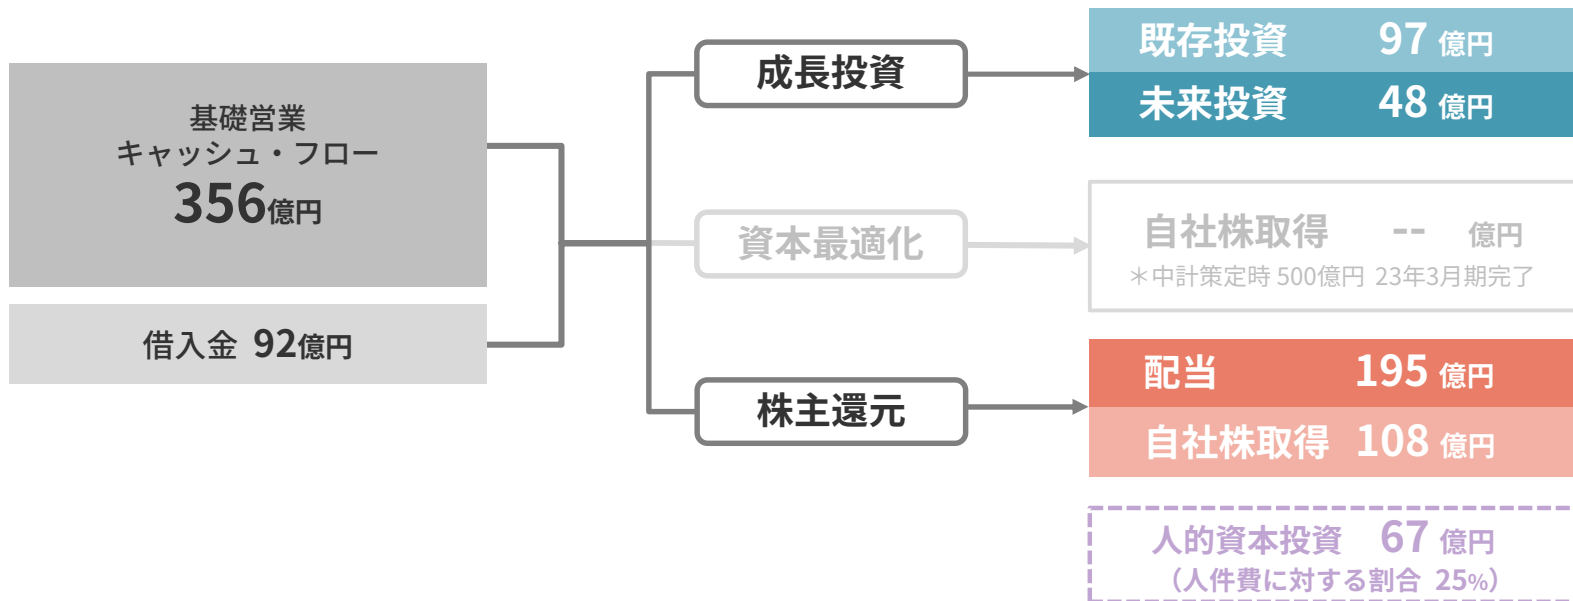 基礎営業
キャッシュ・フロー
356億円
借入金 92億円
成長投資
既存投資 97 億円
未来投資 48 億円
資本最適化
自社株取得 -- 億円
＊中計策定時 500億円 23年3月期完了
株主還元
配当 195 億円
自社株取得 108 億円
人的資本投資 67 億円
（人件費に対する割合 25%）